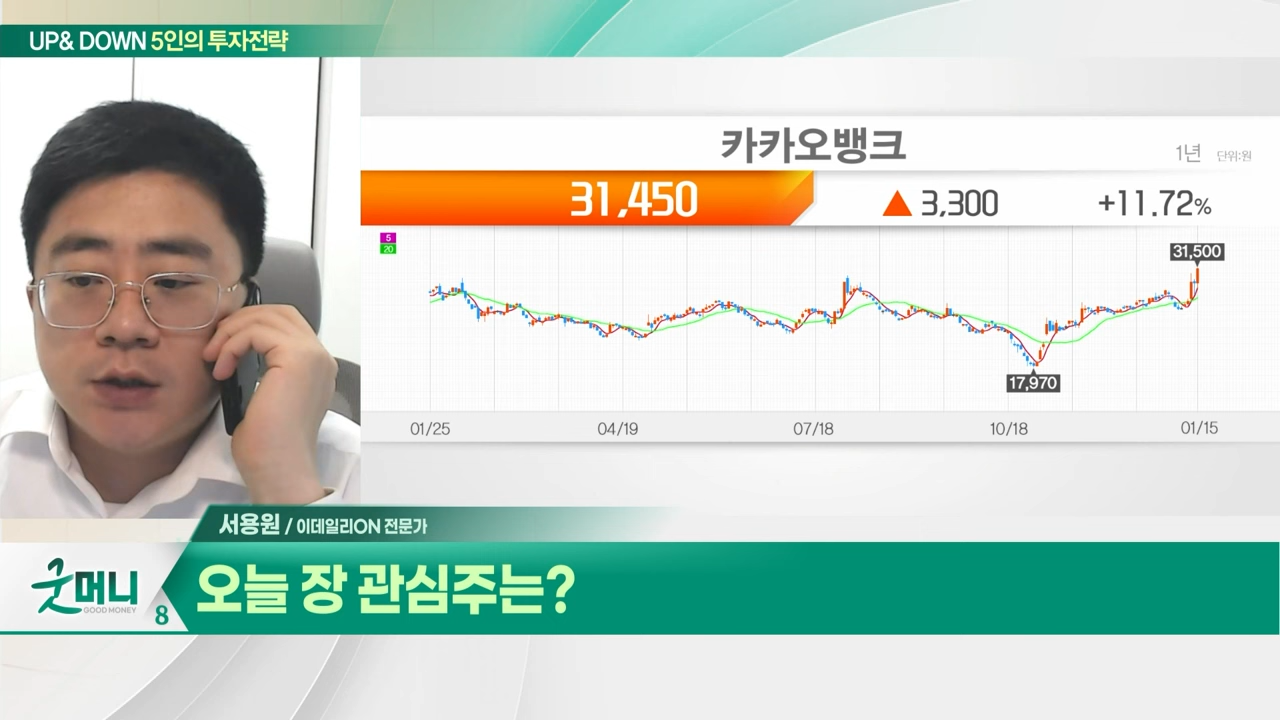 UP& DOWN 5인의 투자전략
카카오뱅크
1년 단위:원
31,450 ▲ 3,300 +11.72%
5
20
31,500
17,970
01/25 04/19 07/18 10/18 01/15
서용원 / 이데일리ON 전문가
굿머니
GOOD MONEY
8
오늘 장 관심주는?